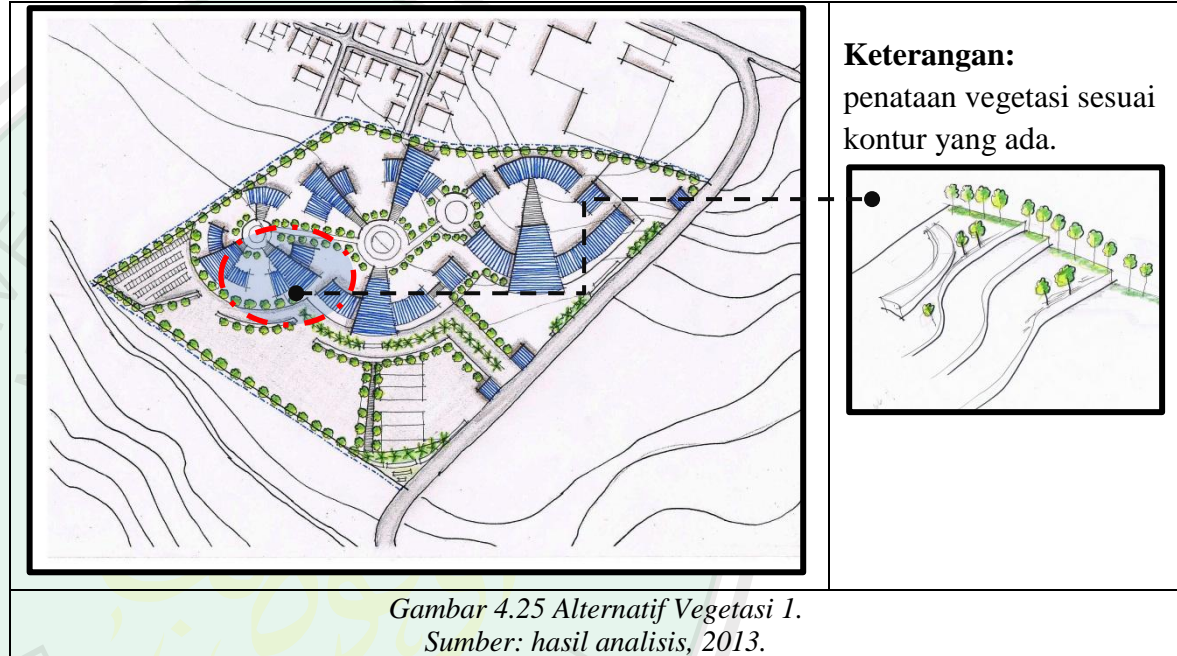 Keterangan:
penataan vegetasi sesuai
kontur yang ada.
Gambar 4.25 Alternatif Vegetasi 1.
Sumber: hasil analisis, 2013.